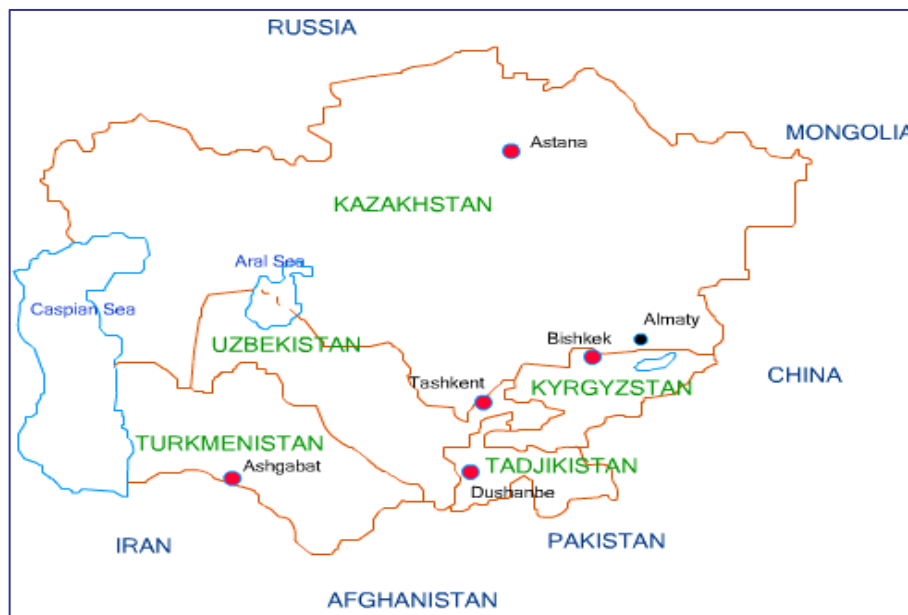 RUSSIA
MONGOLIA
Astana
KAZAKHSTAN
Aral Sea
Caspian Sea
Almaty
UZBEKISTAN
Bishkek
CHINA
Tashkent
KYRGYZSTAN
TURKMENISTAN
Ashgabat
TADJIKISTAN
Dushanbe
IRAN
PAKISTAN
AFGHANISTAN